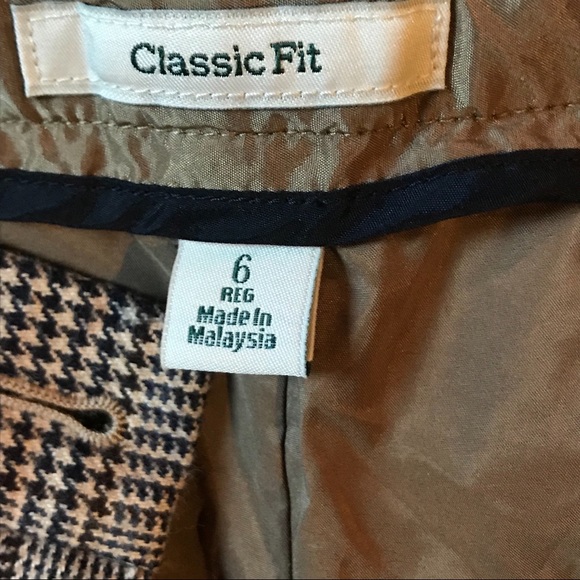 Classic Fit
6
REG
Made In
Malaysia